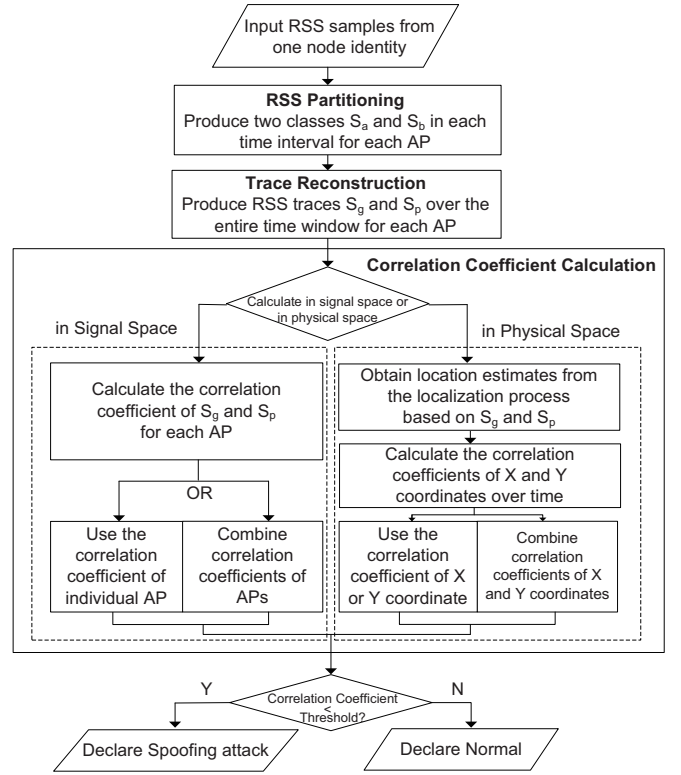 Input RSS samples from
one node identity
RSS Partitioning
Produce two classes Sa and Sb in each
time interval for each AP
Trace Reconstruction
Produce RSS traces Sg and Sp over the
entire time window for each AP
Correlation Coefficient Calculation
Calculate in signal space or
in physical space
in Signal Space
in Physical Space
Calculate the correlation
coefficient of Sg and Sp
for each AP
OR
Use the
correlation
coefficient of
individual AP
Combine
correlation
coefficients of
APs
Obtain location estimates from
the localization process
based on Sg and Sp
Calculate the correlation
coefficients of X and Y
coordinates over time
Use the
correlation
coefficient of X
or Y coordinate
Combine
correlation
coefficients of X
and Y coordinates
Correlation Coefficient
<
Threshold?
Y
N
Declare Spoofing attack
Declare Normal